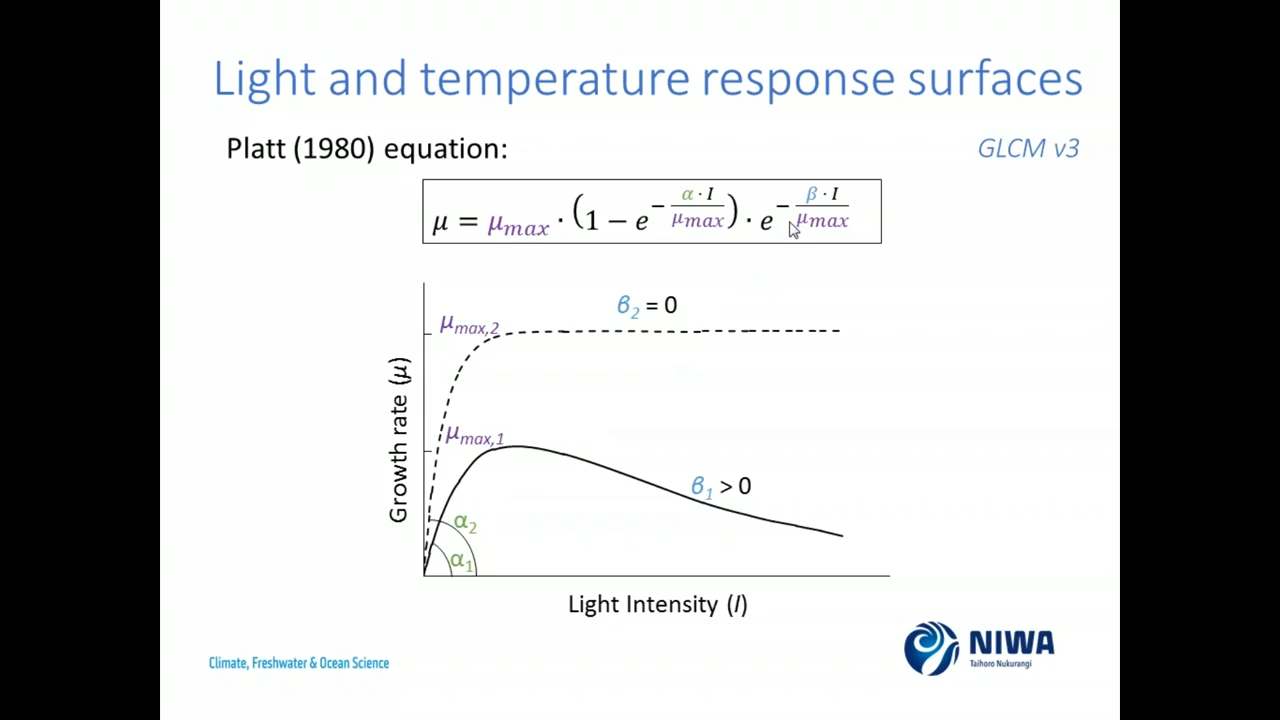 Light and temperature response surfaces
Platt (1980) equation:
GLCM v3
μ = μmax · (1 − e^(− α · I / μmax)) · e^(− β · I / μmax)
β2 = 0
μmax,2
μmax,1
β1 > 0
α2
α1
Growth rate (μ)
Light Intensity (I)
Climate, Freshwater & Ocean Science
NIWA
Taihoro Nukurangi